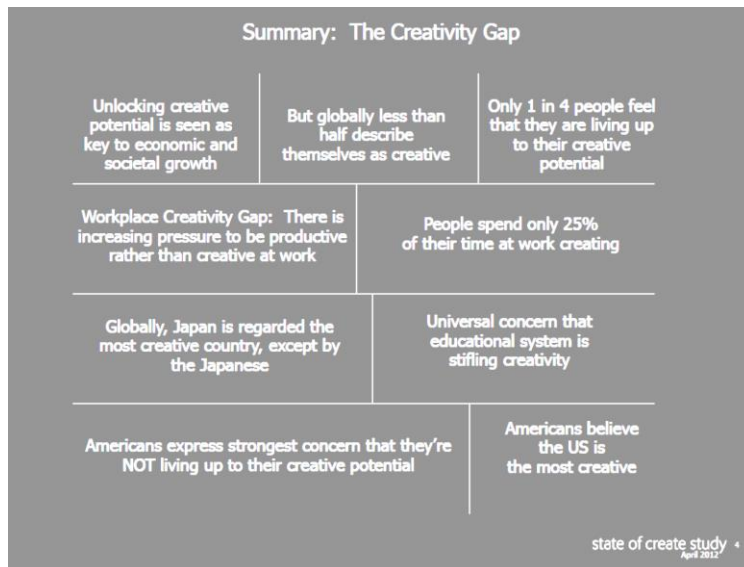 Summary: The Creativity Gap
Unlocking creative
potential is seen as
key to economic and
societal growth
But globally less than
half describe
themselves as creative
Only 1 in 4 people feel
that they are living up
to their creative
potential
Workplace Creativity Gap: There is
increasing pressure to be productive
rather than creative at work
People spend only 25%
of their time at work creating
Globally, Japan is regarded the
most creative country, except by
the Japanese
Universal concern that
educational system is
stifling creativity
Americans express strongest concern that they're
NOT living up to their creative potential
Americans believe
the US is
the most creative
state of create study 4
April 2012